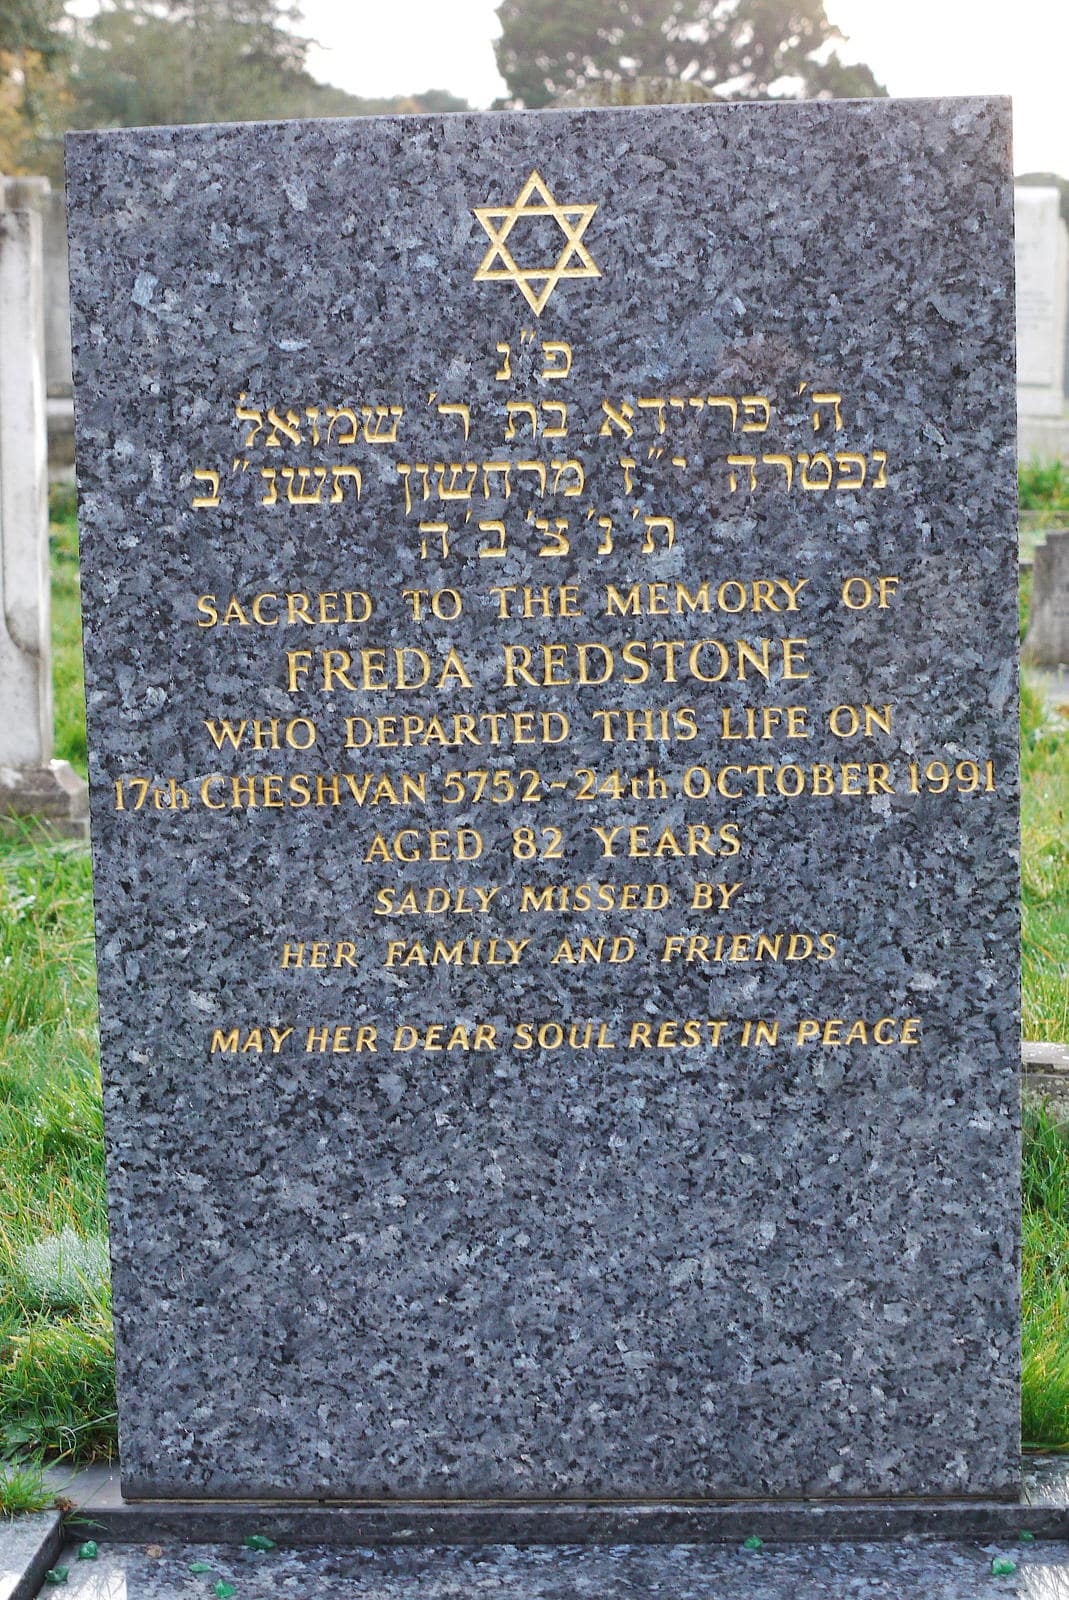 פ"נ
ה' פריידא בת ר' שמואל
נפטרה י"ז מרחשון תשנ"ב
ת'נ'צ'ב'ה
SACRED TO THE MEMORY OF
FREDA REDSTONE
WHO DEPARTED THIS LIFE ON
17th CHESHVAN 5752-24th OCTOBER 1991
AGED 82 YEARS
SADLY MISSED BY
HER FAMILY AND FRIENDS
MAY HER DEAR SOUL REST IN PEACE